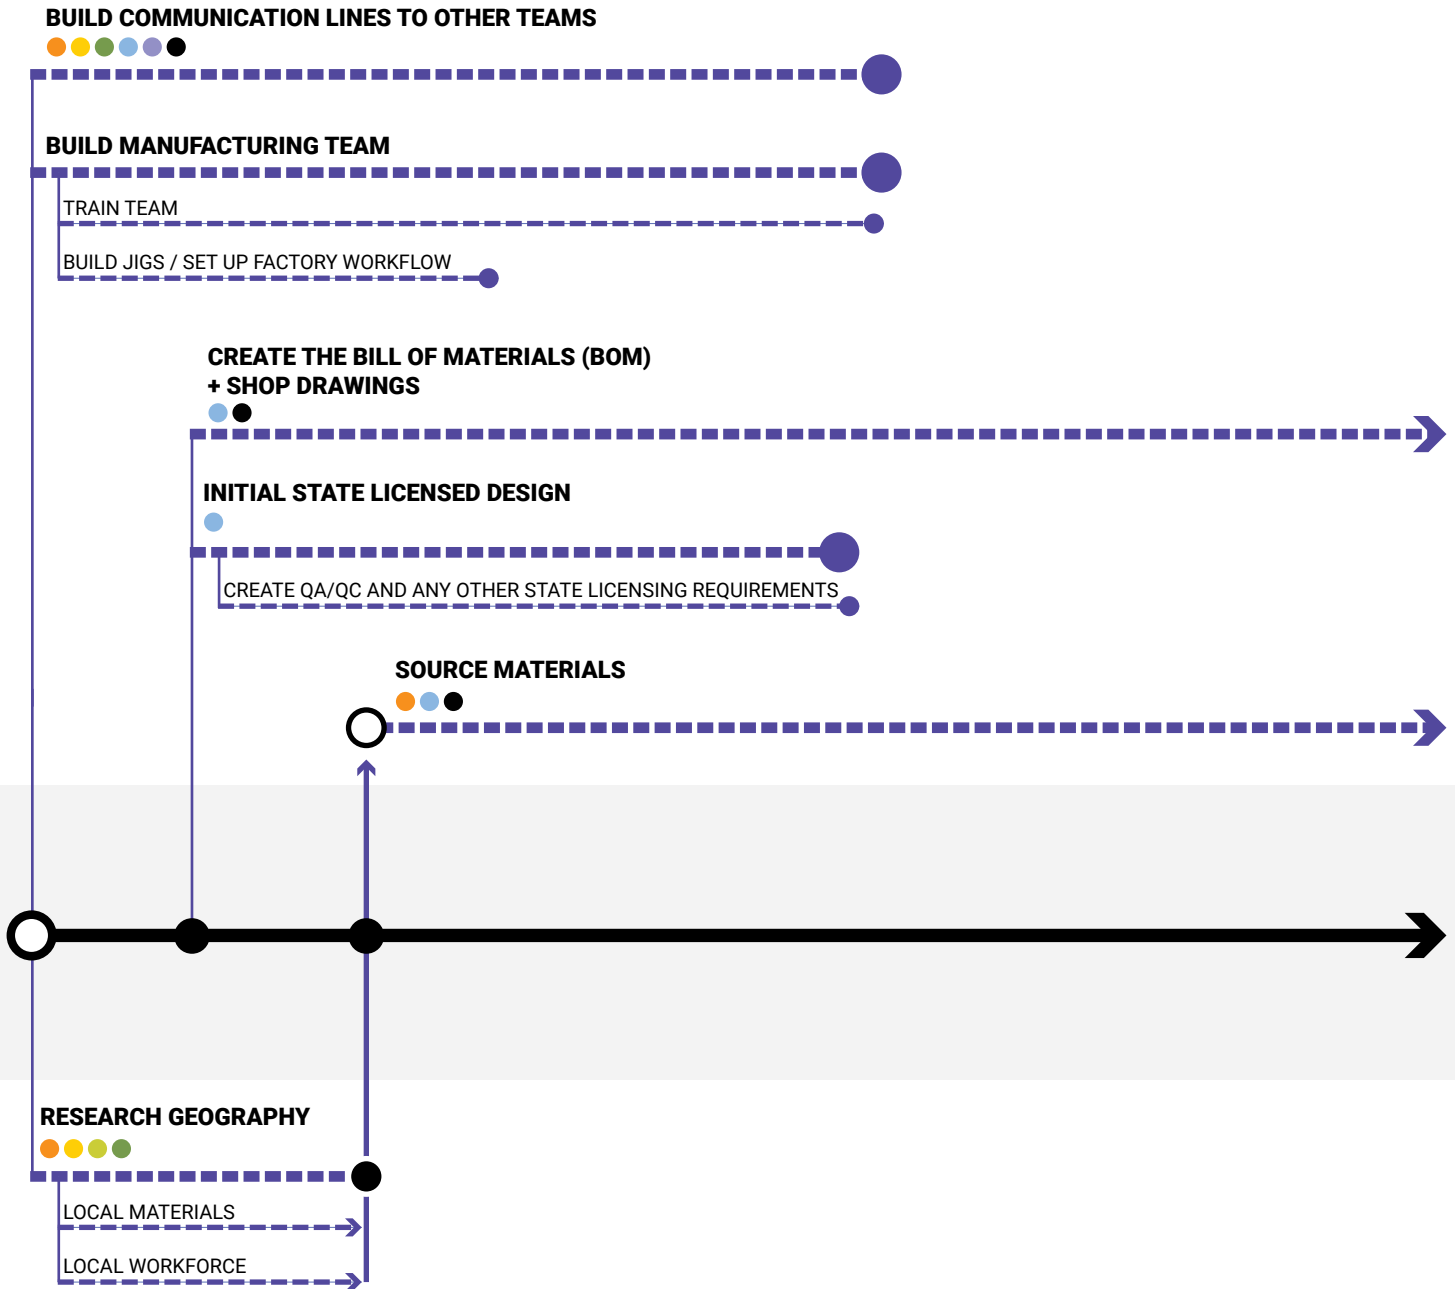 BUILD COMMUNICATION LINES TO OTHER TEAMS
BUILD MANUFACTURING TEAM
TRAIN TEAM
BUILD JIGS / SET UP FACTORY WORKFLOW
CREATE THE BILL OF MATERIALS (BOM)
+ SHOP DRAWINGS
INITIAL STATE LICENSED DESIGN
CREATE QA/QC AND ANY OTHER STATE LICENSING REQUIREMENTS
SOURCE MATERIALS
RESEARCH GEOGRAPHY
LOCAL MATERIALS
LOCAL WORKFORCE